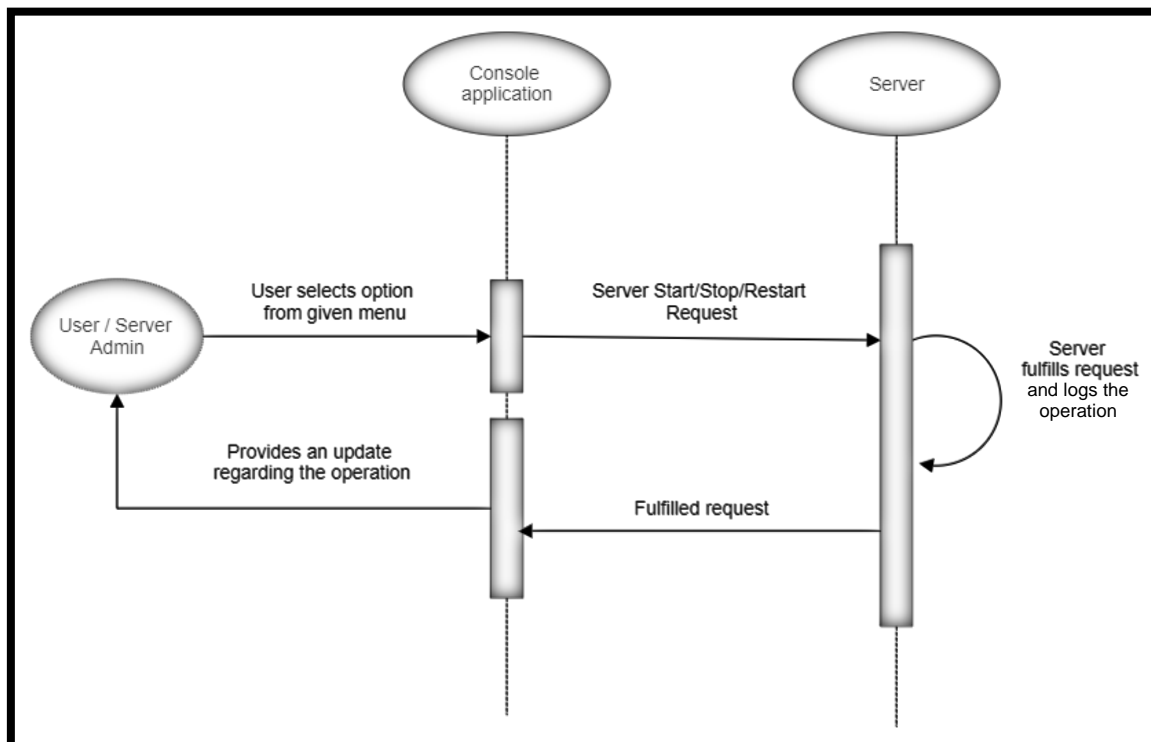 Console
application
Server
User / Server
Admin
User selects option
from given menu
Server Start/Stop/Restart
Request
Server
fulfills request
and logs the
operation
Provides an update
regarding the operation
Fulfilled request